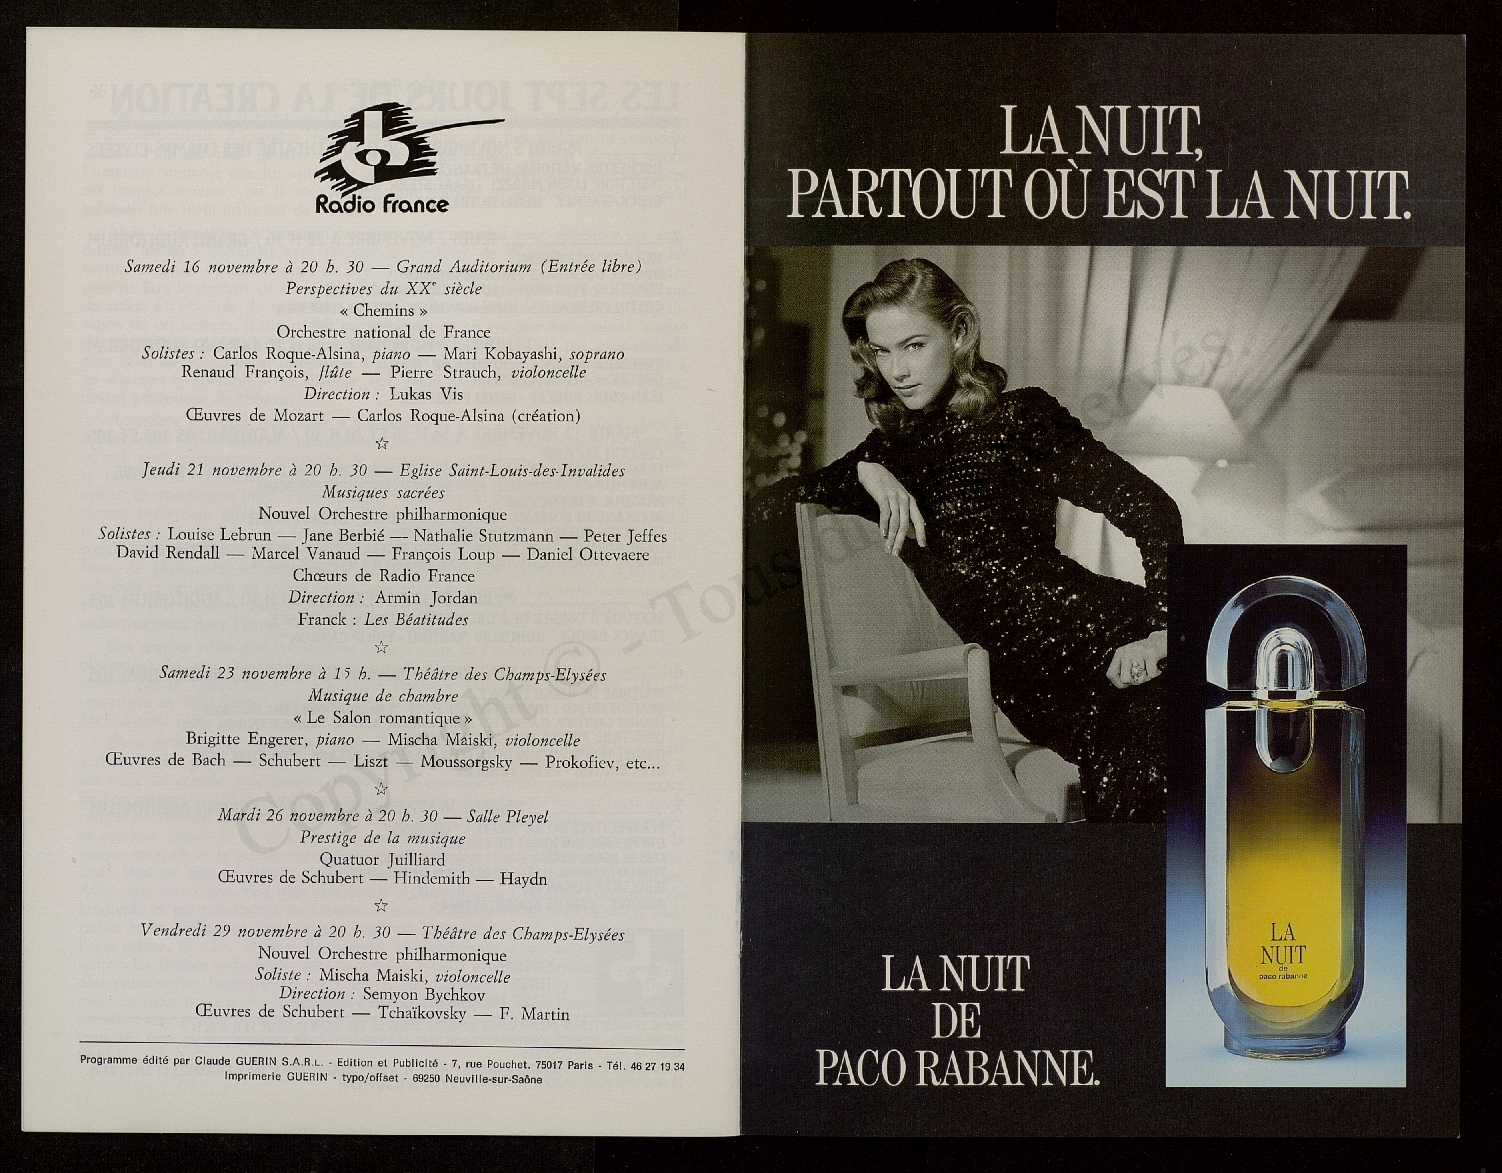 Radio France
Samedi 16 novembre à 20 h. 30 — Grand Auditorium (Entrée libre)
Perspectives du XXe siècle
« Chemins »
Orchestre national de France
Solistes : Carlos Roque-Alsina, piano — Mari Kobayashi, soprano
Renaud François, flûte — Pierre Strauch, violoncelle
Direction : Lukas Vis
Œuvres de Mozart — Carlos Roque-Alsina (création)
☆
Jeudi 21 novembre à 20 h. 30 — Eglise Saint-Louis-des-Invalides
Musiques sacrées
Nouvel Orchestre philharmonique
Solistes : Louise Lebrun — Jane Berbié — Nathalie Stutzmann — Peter Jeffes
David Rendall — Marcel Vanaud — François Loup — Daniel Ottevaere
Chœurs de Radio France
Direction : Armin Jordan
Franck : Les Béatitudes
☆
Samedi 23 novembre à 15 h. — Théâtre des Champs-Elysées
Musique de chambre
« Le Salon romantique »
Brigitte Engerer, piano — Mischa Maiski, violoncelle
Œuvres de Bach — Schubert — Liszt — Moussorgsky — Prokofiev, etc...
☆
Mardi 26 novembre à 20 h. 30 — Salle Pleyel
Prestige de la musique
Quatuor Juilliard
Œuvres de Schubert — Hindemith — Haydn
☆
Vendredi 29 novembre à 20 h. 30 — Théâtre des Champs-Elysées
Nouvel Orchestre philharmonique
Soliste : Mischa Maiski, violoncelle
Direction : Semyon Bychkov
Œuvres de Schubert — Tchaïkovsky — F. Martin
Programme édité par Claude GUERIN S.A.R.L. - Edition et Publicité - 7, rue Pouchet. 75017 Paris - Tél. 46 27 19 34
Imprimerie GUERIN - typo/offset - 69250 Neuville-sur-Saône
LA NUIT,
PARTOUT OÙ EST LA NUIT.
LA
NUIT
de
paco rabanne
LA NUIT
DE
PACO RABANNE.
Copyright © - Tous